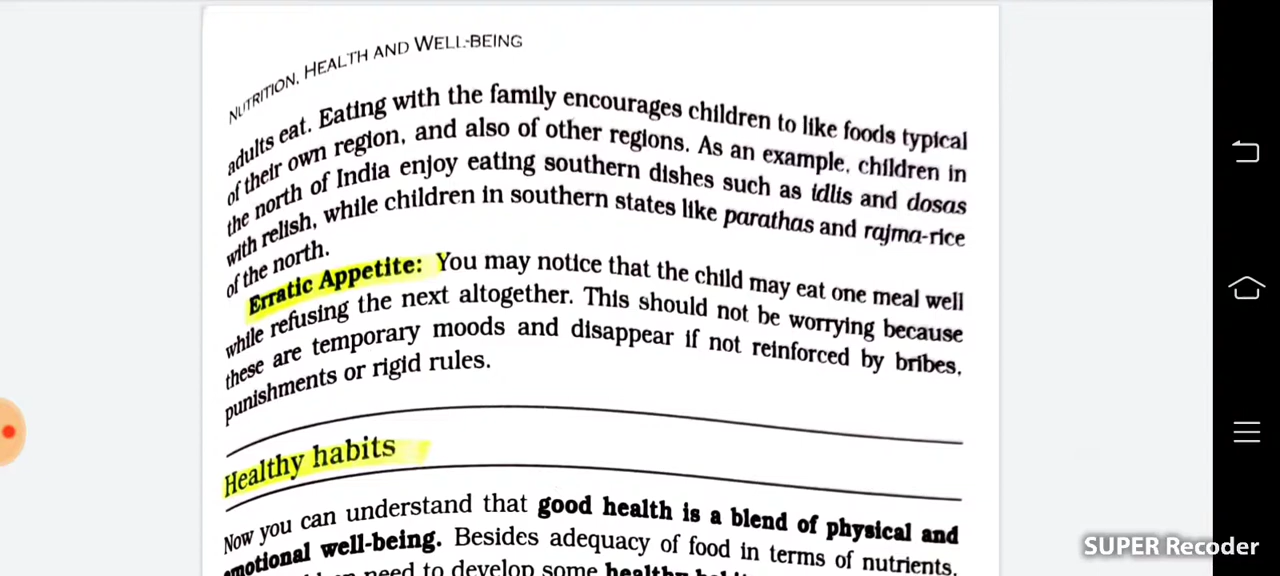 NUTRITION, HEALTH AND WELL-BEING
adults eat. Eating with the family encourages children to like foods typical
of their own region, and also of other regions. As an example, children in
the north of India enjoy eating southern dishes such as idlis and dosas
with relish, while children in southern states like parathas and rajma-rice
of the north.
Erratic Appetite: You may notice that the child may eat one meal well
while refusing the next altogether. This should not be worrying because
these are temporary moods and disappear if not reinforced by bribes,
punishments or rigid rules.
Healthy habits
Now you can understand that good health is a blend of physical and
emotional well-being. Besides adequacy of food in terms of nutrients,
need to develop some healthy
SUPER Recorder